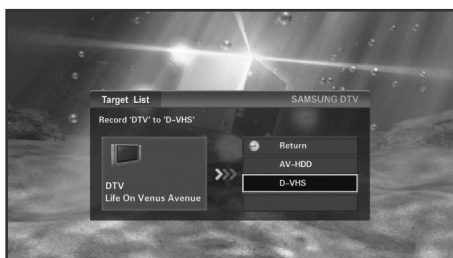 Target List
SAMSUNG DTV
Record 'DTV' to 'D-VHS'
Return
AV-HDD
D-VHS
DTV
Life On Venus Avenue